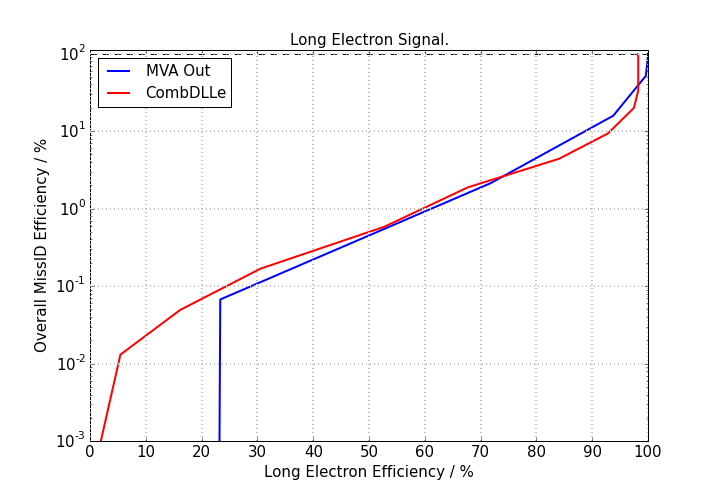 Long Electron Signal.
MVA Out
CombDLLe
Overall MissID Efficiency / %
10^2
10^1
10^0
10^-1
10^-2
10^-3
0 10 20 30 40 50 60 70 80 90 100
Long Electron Efficiency / %